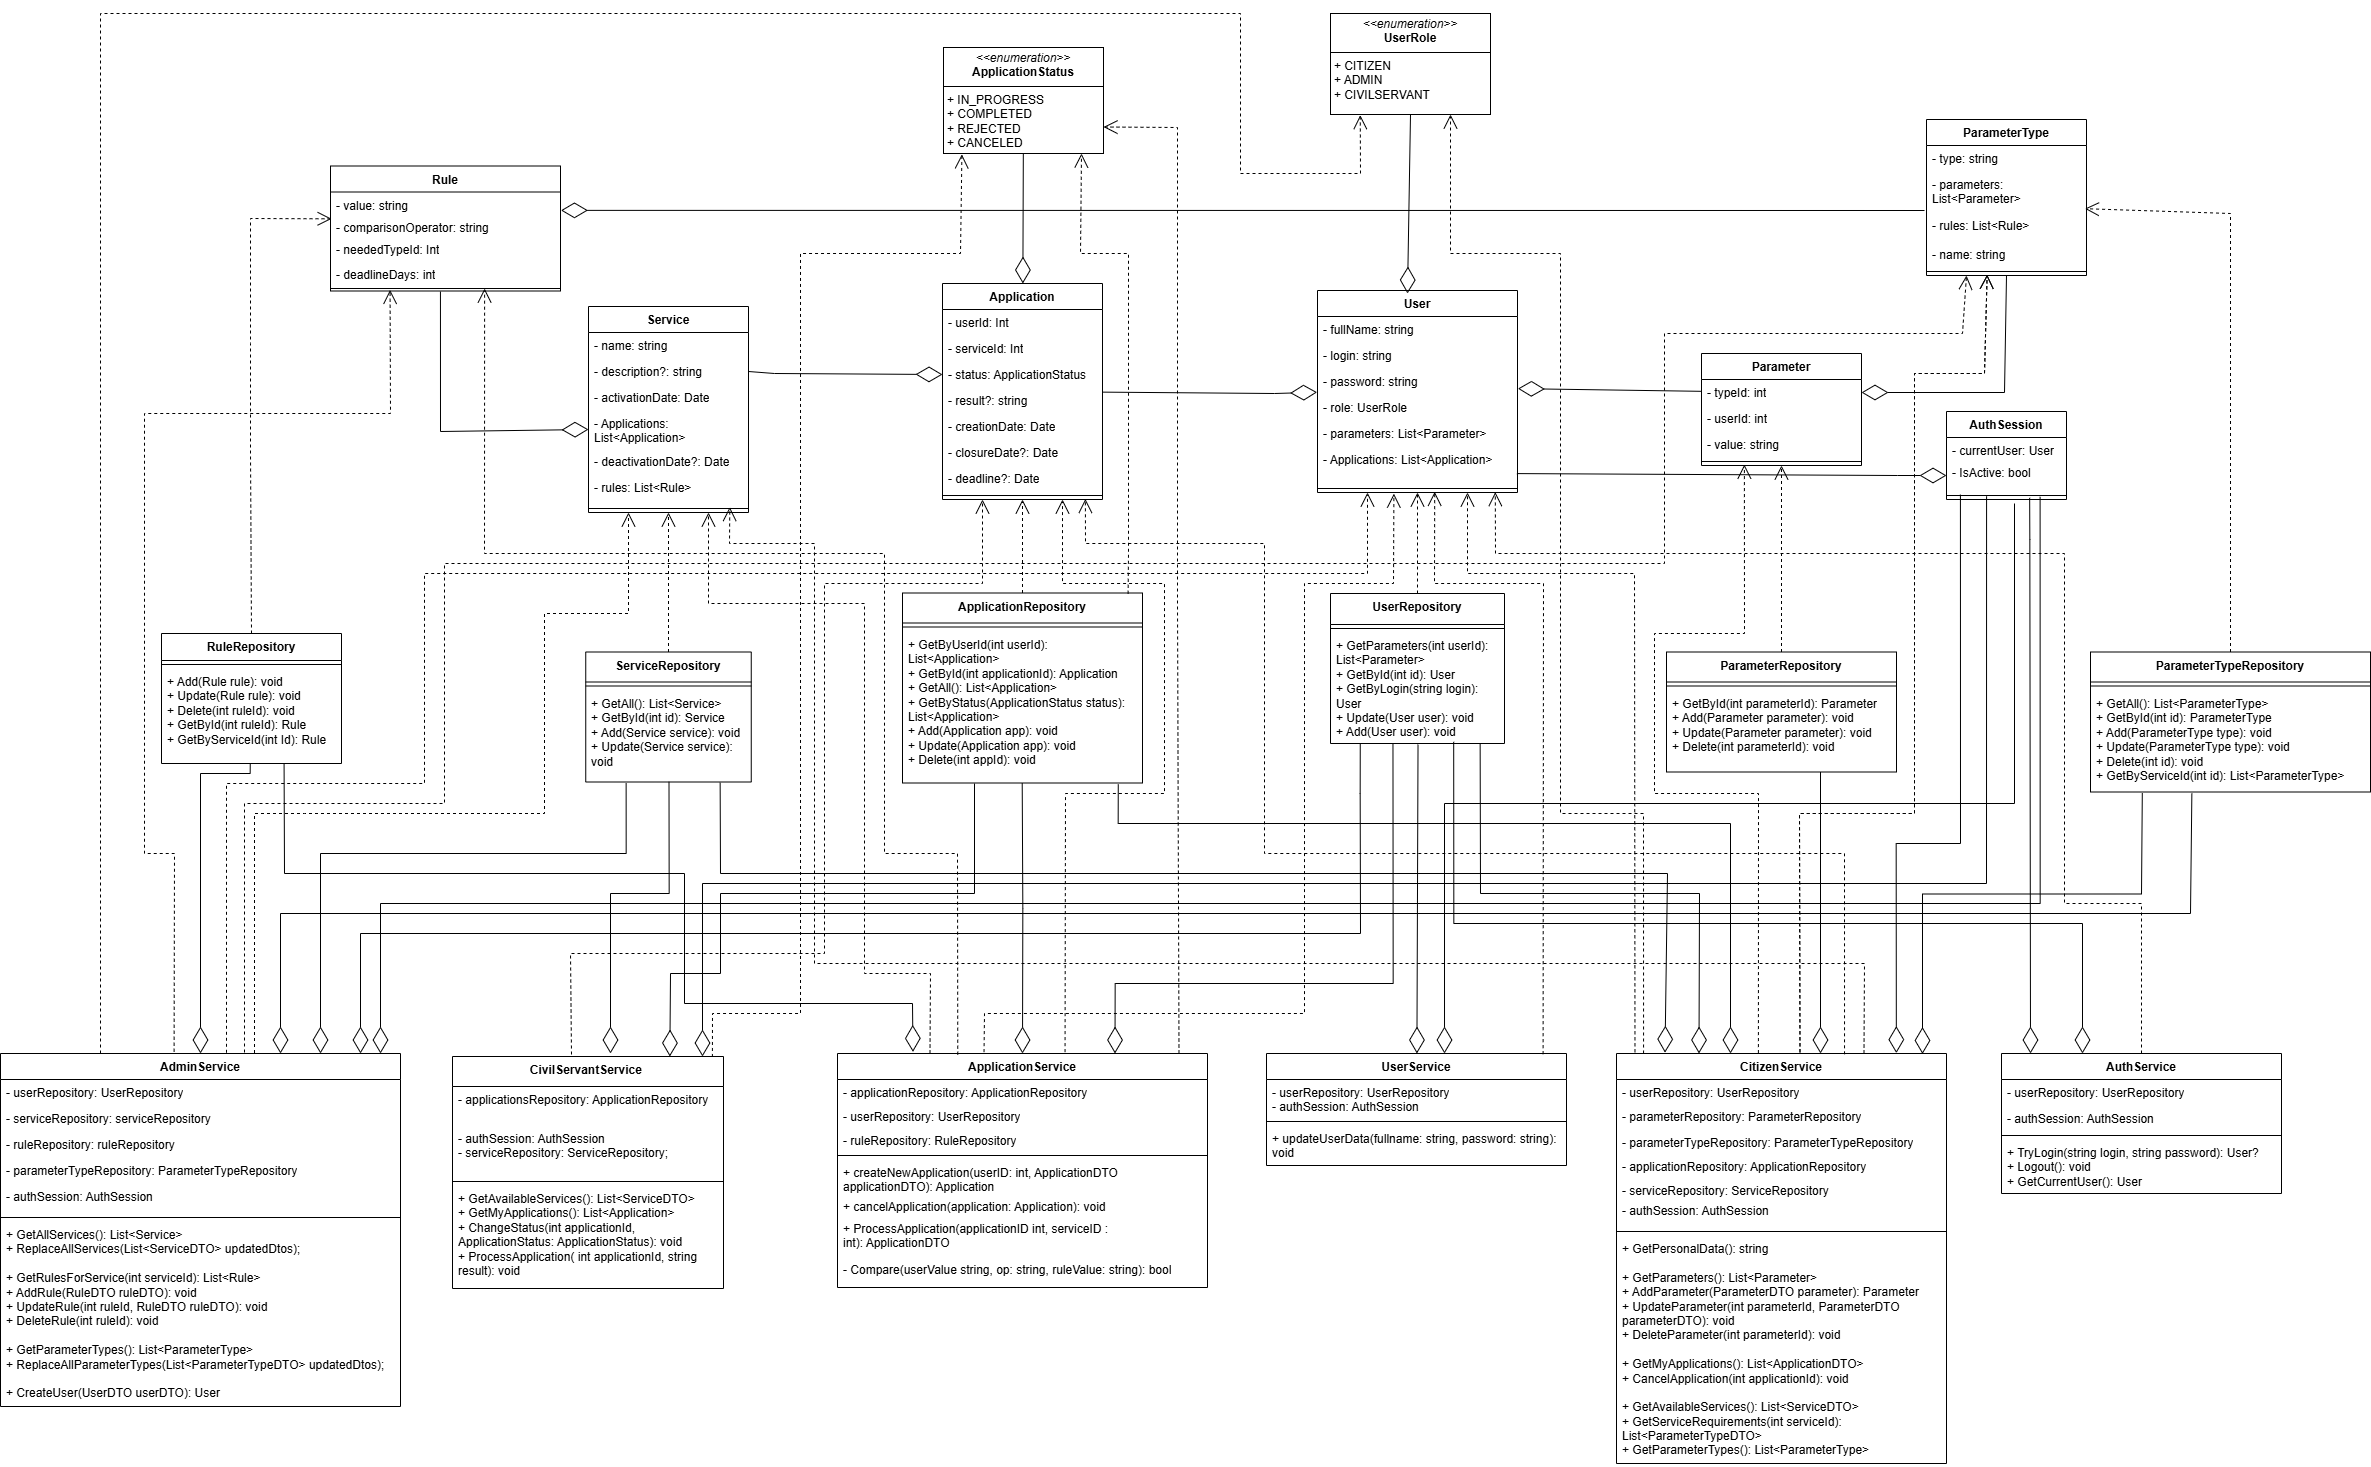 <<enumeration>>
UserRole
+ CITIZEN
+ ADMIN
+ CIVILSERVANT
<<enumeration>>
ApplicationStatus
+ IN_PROGRESS
+ COMPLETED
+ REJECTED
+ CANCELED
ParameterType
- type: string
- parameters:
List<Parameter>
- rules: List<Rule>
- name: string
Rule
- value: string
- comparisonOperator: string
- neededTypeId: Int
- deadlineDays: int
Service
- name: string
- description?: string
- activationDate: Date
- Applications:
List<Application>
- deactivationDate?: Date
- rules: List<Rule>
Application
- userId: Int
- serviceId: Int
- status: ApplicationStatus
- result?: string
- creationDate: Date
- closureDate?: Date
- deadline?: Date
User
- fullName: string
- login: string
- password: string
- role: UserRole
- parameters: List<Parameter>
- Applications: List<Application>
Parameter
- typeId: int
- userId: int
- value: string
AuthSession
- currentUser: User
- IsActive: bool
RuleRepository
+ Add(Rule rule): void
+ Update(Rule rule): void
+ Delete(int ruleId): void
+ GetById(int ruleId): Rule
+ GetByServiceId(int Id): Rule
ServiceRepository
+ GetAll(): List<Service>
+ GetById(int id): Service
+ Add(Service service): void
+ Update(Service service):
void
ApplicationRepository
+ GetByUserId(int userId):
List<Application>
+ GetById(int applicationId): Application
+ GetAll(): List<Application>
+ GetByStatus(ApplicationStatus status):
List<Application>
+ Add(Application app): void
+ Update(Application app): void
+ Delete(int appId): void
UserRepository
+ GetParameters(int userId):
List<Parameter>
+ GetById(int id): User
+ GetByLogin(string login):
User
+ Update(User user): void
+ Add(User user): void
ParameterRepository
+ GetById(int parameterId): Parameter
+ Add(Parameter parameter): void
+ Update(Parameter parameter): void
+ Delete(int parameterId): void
ParameterTypeRepository
+ GetAll(): List<ParameterType>
+ GetById(int id): ParameterType
+ Add(ParameterType type): void
+ Update(ParameterType type): void
+ Delete(int id): void
+ GetByServiceId(int id): List<ParameterType>
AdminService
- userRepository: UserRepository
- serviceRepository: serviceRepository
- ruleRepository: ruleRepository
- parameterTypeRepository: ParameterTypeRepository
- authSession: AuthSession
+ GetAllServices(): List<Service>
+ ReplaceAllServices(List<ServiceDTO> updatedDtos);
+ GetRulesForService(int serviceId): List<Rule>
+ AddRule(RuleDTO ruleDTO): void
+ UpdateRule(int ruleId, RuleDTO ruleDTO): void
+ DeleteRule(int ruleId): void
+ GetParameterTypes(): List<ParameterType>
+ ReplaceAllParameterTypes(List<ParameterTypeDTO> updatedDtos);
+ CreateUser(UserDTO userDTO): User
CivilServantService
- applicationsRepository: ApplicationRepository
- authSession: AuthSession
- serviceRepository: ServiceRepository;
+ GetAvailableServices(): List<ServiceDTO>
+ GetMyApplications(): List<Application>
+ ChangeStatus(int applicationId,
ApplicationStatus: ApplicationStatus): void
+ ProcessApplication( int applicationId, string
result): void
ApplicationService
- applicationRepository: ApplicationRepository
- userRepository: UserRepository
- ruleRepository: RuleRepository
+ createNewApplication(userID: int, ApplicationDTO
applicationDTO): Application
+ cancelApplication(application: Application): void
+ ProcessApplication(applicationID int, serviceID :
int): ApplicationDTO
- Compare(userValue string, op: string, ruleValue: string): bool
UserService
- userRepository: UserRepository
- authSession: AuthSession
+ updateUserData(fullname: string, password: string):
void
CitizenService
- userRepository: UserRepository
- parameterRepository: ParameterRepository
- parameterTypeRepository: ParameterTypeRepository
- applicationRepository: ApplicationRepository
- serviceRepository: ServiceRepository
- authSession: AuthSession
+ GetPersonalData(): string
+ GetParameters(): List<Parameter>
+ AddParameter(ParameterDTO parameter): Parameter
+ UpdateParameter(int parameterId, ParameterDTO
parameterDTO): void
+ DeleteParameter(int parameterId): void
+ GetMyApplications(): List<ApplicationDTO>
+ CancelApplication(int applicationId): void
+ GetAvailableServices(): List<ServiceDTO>
+ GetServiceRequirements(int serviceId):
List<ParameterTypeDTO>
+ GetParameterTypes(): List<ParameterType>
AuthService
- userRepository: UserRepository
- authSession: AuthSession
+ TryLogin(string login, string password): User?
+ Logout(): void
+ GetCurrentUser(): User